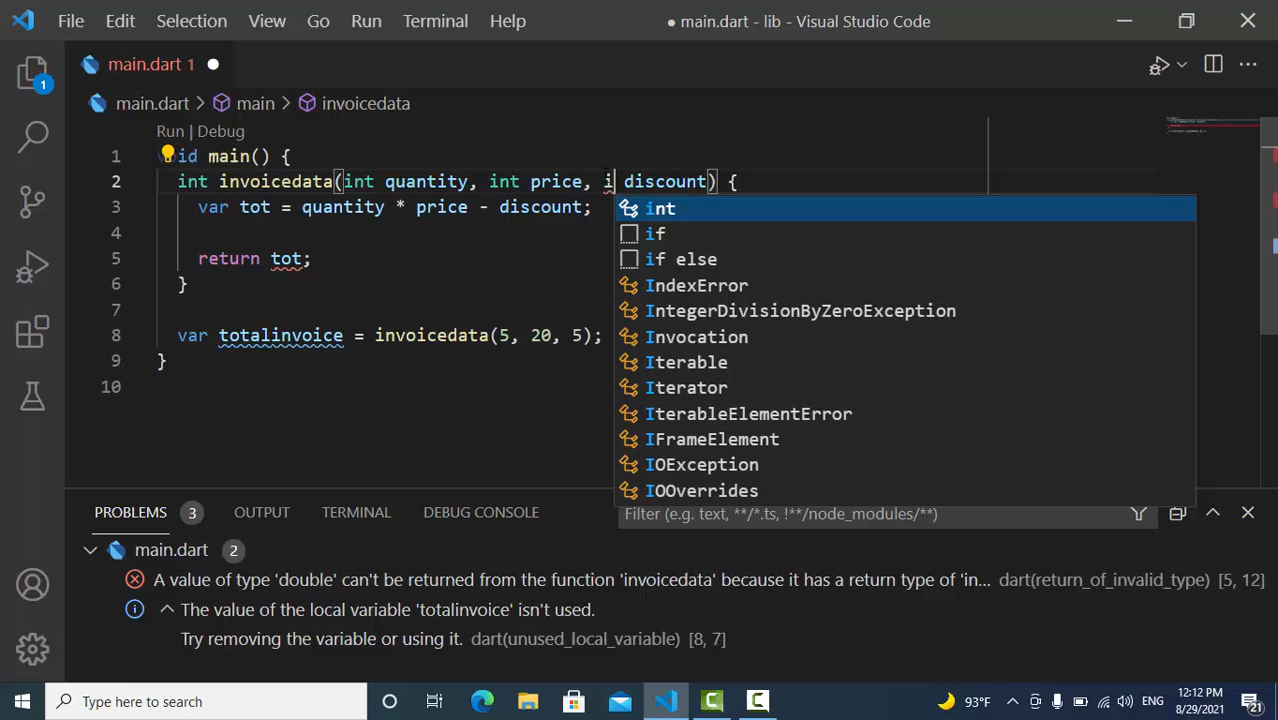 File Edit Selection View Go Run Terminal Help ● main.dart - lib - Visual Studio Code
main.dart 1
1
main.dart > main > invoicedata
Run | Debug
1 id main() {
2 int invoicedata(int quantity, int price, i discount) {
3 var tot = quantity * price - discount;
int
4
if
5 return tot;
if else
6 }
IndexError
7
IntegerDivisionByZeroException
8 var totalinvoice = invoicedata(5, 20, 5);
Invocation
9 }
Iterable
10
Iterator
IterableElementError
IFrameElement
IOException
IOOverrides
PROBLEMS 3 OUTPUT TERMINAL DEBUG CONSOLE Filter (e.g. text, **/*.ts, !**/node_modules/**)
main.dart 2
A value of type 'double' can't be returned from the function 'invoicedata' because it has a return type of 'in... dart(return_of_invalid_type) [5, 12]
The value of the local variable 'totalinvoice' isn't used.
Try removing the variable or using it. dart(unused_local_variable) [8, 7]
Type here to search 93°F ENG 12:12 PM
8/29/2021 21